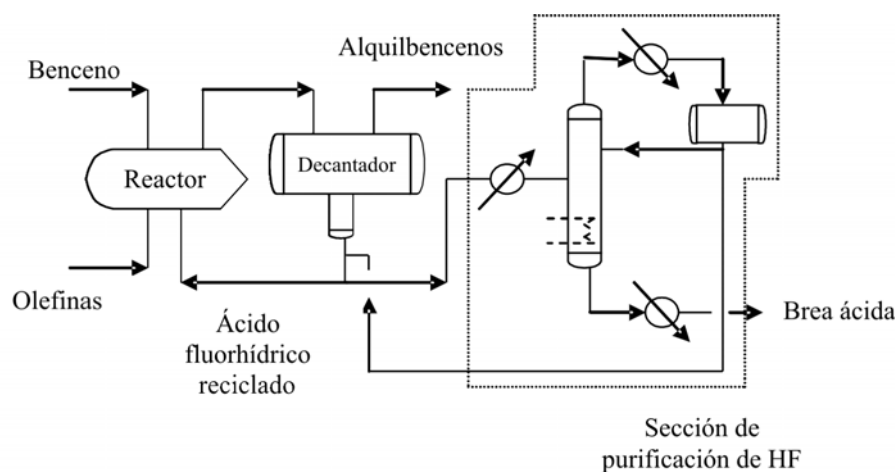 Alquilbencenos
Benceno
Decantador
Reactor
Olefinas
Ácido
fluorhídrico
reciclado
Brea ácida
Sección de
purificación de HF